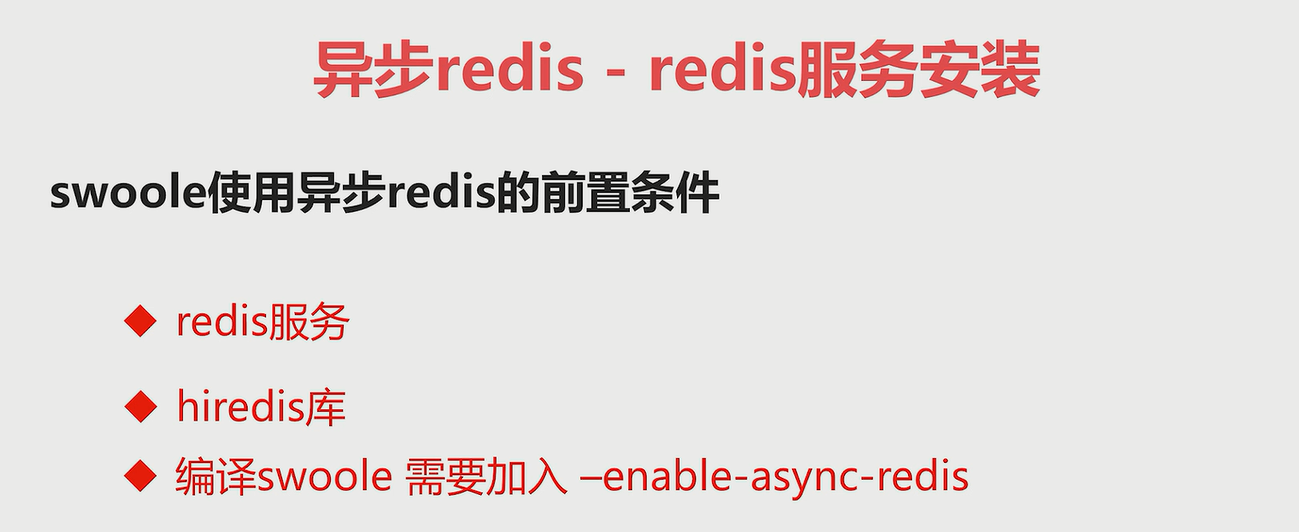 异步redis - redis服务安装
swoole使用异步redis的前置条件
redis服务
hiredis库
编译swoole 需要加入 –enable-async-redis